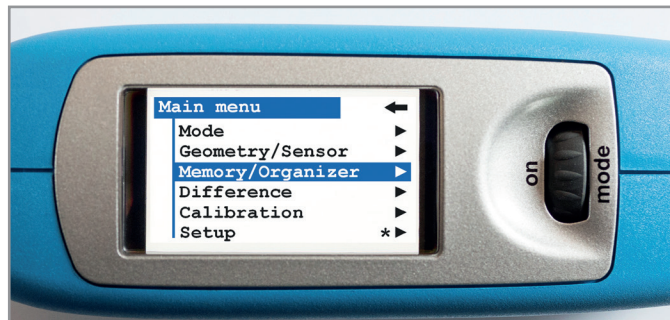 Main menu
Mode
Geometry/Sensor
Memory/Organizer
Difference
Calibration
Setup *
on
mode